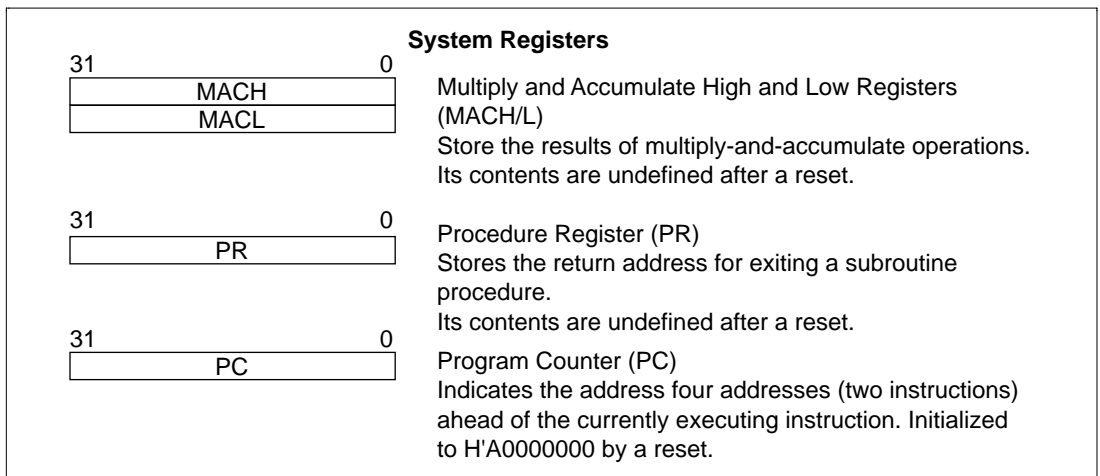 System Registers
31 0
MACH
MACL
Multiply and Accumulate High and Low Registers
(MACH/L)
Store the results of multiply-and-accumulate operations.
Its contents are undefined after a reset.
31 0
PR
Procedure Register (PR)
Stores the return address for exiting a subroutine
procedure.
Its contents are undefined after a reset.
31 0
PC
Program Counter (PC)
Indicates the address four addresses (two instructions)
ahead of the currently executing instruction. Initialized
to H'A0000000 by a reset.